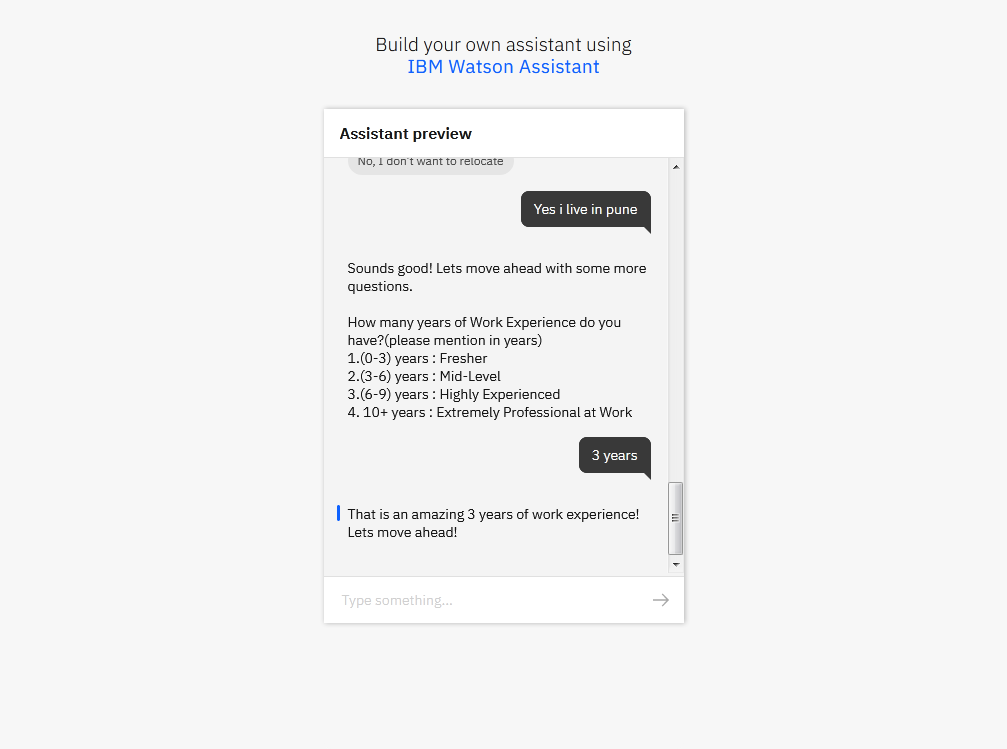 Build your own assistant using
IBM Watson Assistant
Assistant preview
No, I don't want to relocate
Yes i live in pune
Sounds good! Lets move ahead with some more
questions.
How many years of Work Experience do you
have?(please mention in years)
1.(0-3) years : Fresher
2.(3-6) years : Mid-Level
3.(6-9) years : Highly Experienced
4. 10+ years : Extremely Professional at Work
3 years
That is an amazing 3 years of work experience!
Lets move ahead!
Type something...